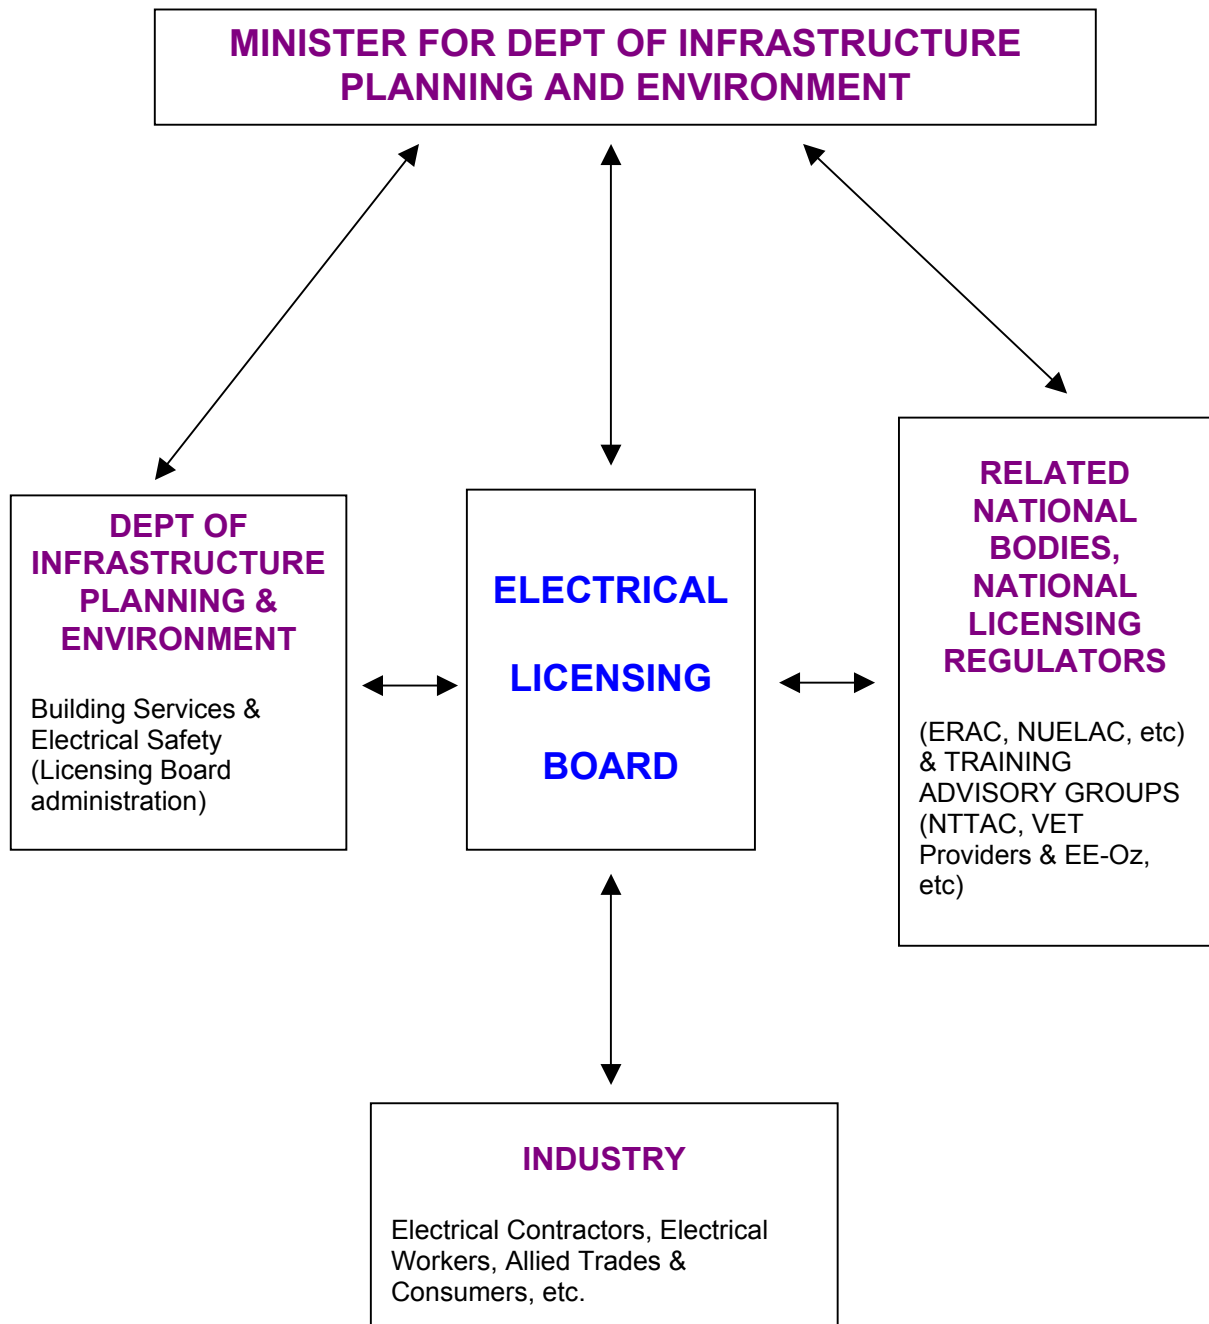 MINISTER FOR DEPT OF INFRASTRUCTURE
PLANNING AND ENVIRONMENT
DEPT OF
INFRASTRUCTURE
PLANNING &
ENVIRONMENT
Building Services &
Electrical Safety
(Licensing Board
administration)
ELECTRICAL
LICENSING
BOARD
RELATED
NATIONAL
BODIES,
NATIONAL
LICENSING
REGULATORS
(ERAC, NUELAC, etc)
& TRAINING
ADVISORY GROUPS
(NTTAC, VET
Providers & EE-Oz,
etc)
INDUSTRY
Electrical Contractors, Electrical
Workers, Allied Trades &
Consumers, etc.